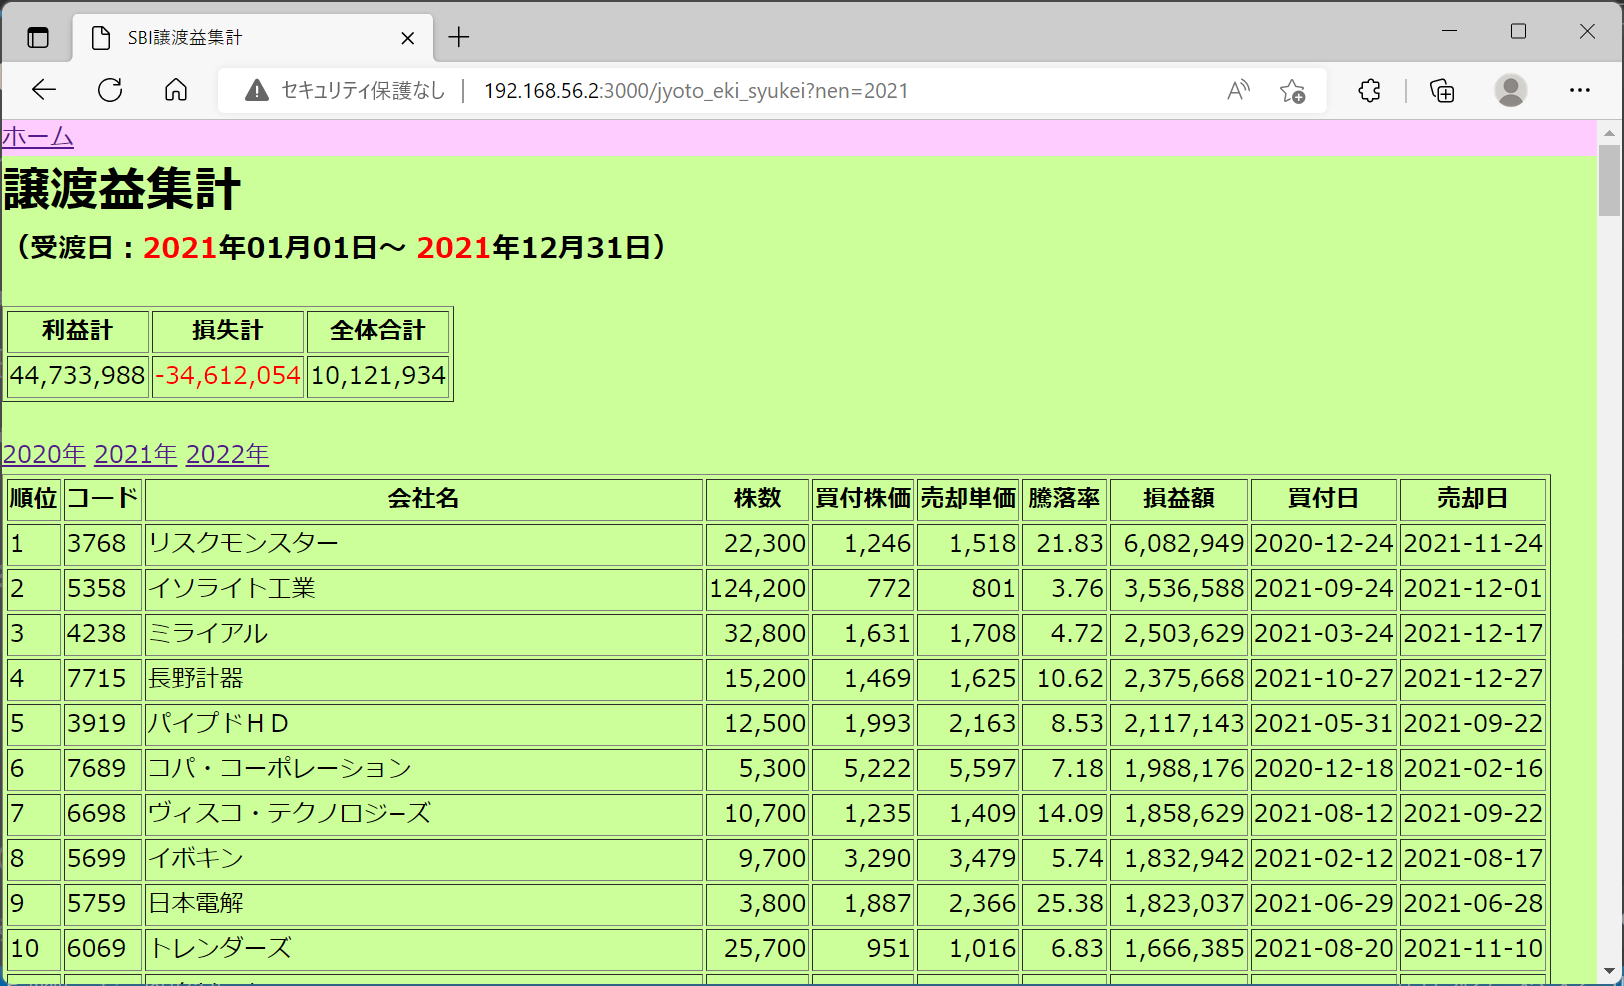 SBI譲渡益集計
セキュリティ保護なし 192.168.56.2:3000/jyoto_eki_syukei?nen=2021
ホーム
譲渡益集計
（受渡日：2021年01月01日～ 2021年12月31日）
利益計 損失計 全体合計
44,733,988 -34,612,054 10,121,934
2020年 2021年 2022年
順位 コード 会社名 株数 買付株価 売却単価 騰落率 損益額 買付日 売却日
1 3768 リスクモンスター 22,300 1,246 1,518 21.83 6,082,949 2020-12-24 2021-11-24
2 5358 イソライト工業 124,200 772 801 3.76 3,536,588 2021-09-24 2021-12-01
3 4238 ミライアル 32,800 1,631 1,708 4.72 2,503,629 2021-03-24 2021-12-17
4 7715 長野計器 15,200 1,469 1,625 10.62 2,375,668 2021-10-27 2021-12-27
5 3919 パイプドＨＤ 12,500 1,993 2,163 8.53 2,117,143 2021-05-31 2021-09-22
6 7689 コパ・コーポレーション 5,300 5,222 5,597 7.18 1,988,176 2020-12-18 2021-02-16
7 6698 ヴィスコ・テクノロジーズ 10,700 1,235 1,409 14.09 1,858,629 2021-08-12 2021-09-22
8 5699 イボキン 9,700 3,290 3,479 5.74 1,832,942 2021-02-12 2021-08-17
9 5759 日本電解 3,800 1,887 2,366 25.38 1,823,037 2021-06-29 2021-06-28
10 6069 トレンダーズ 25,700 951 1,016 6.83 1,666,385 2021-08-20 2021-11-10